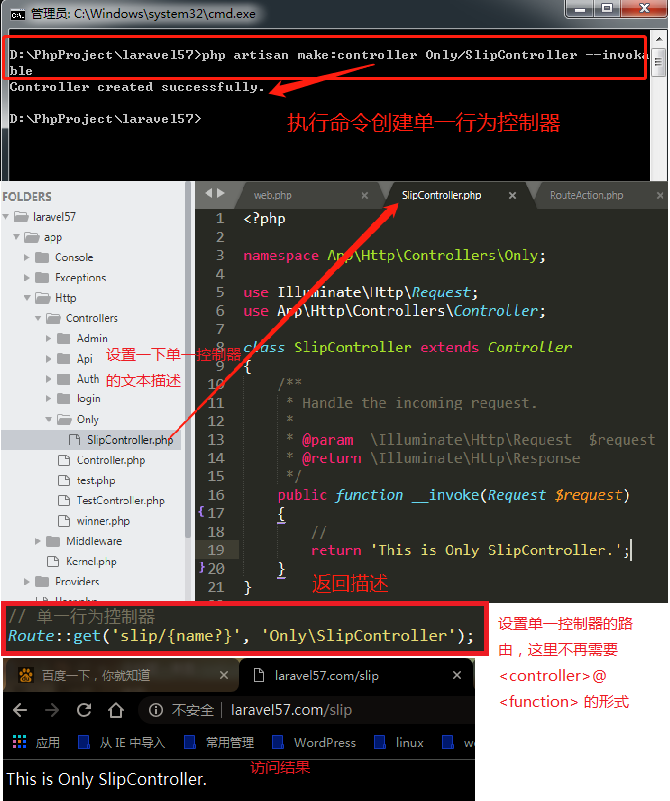 管理员: C:\Windows\system32\cmd.exe
D:\PhpProject\laravel57>php artisan make:controller Only/SlipController --invoka
ble
Controller created successfully.
D:\PhpProject\laravel57>
执行命令创建单一行为控制器
FOLDERS
laravel57
app
Console
Exceptions
Http
Controllers
Admin
Api
Auth
login
Only
SlipController.php
Controller.php
test.php
TestController.php
winner.php
Middleware
Kernel.php
Providers
设置一下单一控制器
的文本描述
web.php
SlipController.php
RouteAction.php
1 <?php
2
3 namespace App\Http\Controllers\Only;
4
5 use Illuminate\Http\Request;
6 use App\Http\Controllers\Controller;
7
8 class SlipController extends Controller
9 {
10 /**
11 * Handle the incoming request.
12 *
13 * @param  \Illuminate\Http\Request  $request
14 * @return \Illuminate\Http\Response
15 */
16 public function __invoke(Request $request)
17 {
18 //
19 return 'This is Only SlipController.';
20 }
21 }
返回描述
// 单一行为控制器
Route::get('slip/{name?}', 'Only\SlipController');
设置单一控制器的路
由，这里不再需要
<controller>@
<function> 的形式
百度一下，你就知道
laravel57.com/slip
不安全 | laravel57.com/slip
应用
从 IE 中导入
常用管理
WordPress
linux
This is Only SlipController.
访问结果